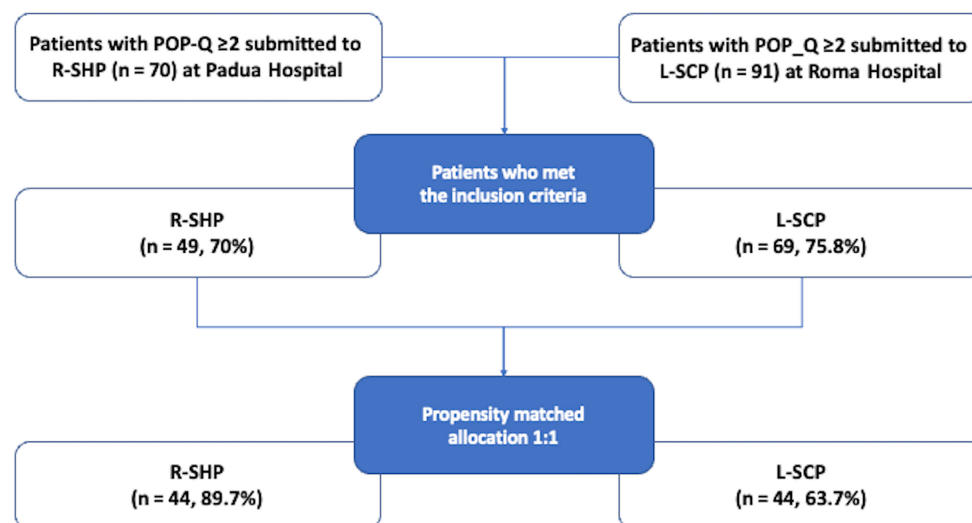 Patients with POP-Q ≥2 submitted to
R-SHP (n = 70) at Padua Hospital
Patients with POP_Q ≥2 submitted to
L-SCP (n = 91) at Roma Hospital
Patients who met
the inclusion criteria
R-SHP
(n = 49, 70%)
L-SCP
(n = 69, 75.8%)
Propensity matched
allocation 1:1
R-SHP
(n = 44, 89.7%)
L-SCP
(n = 44, 63.7%)